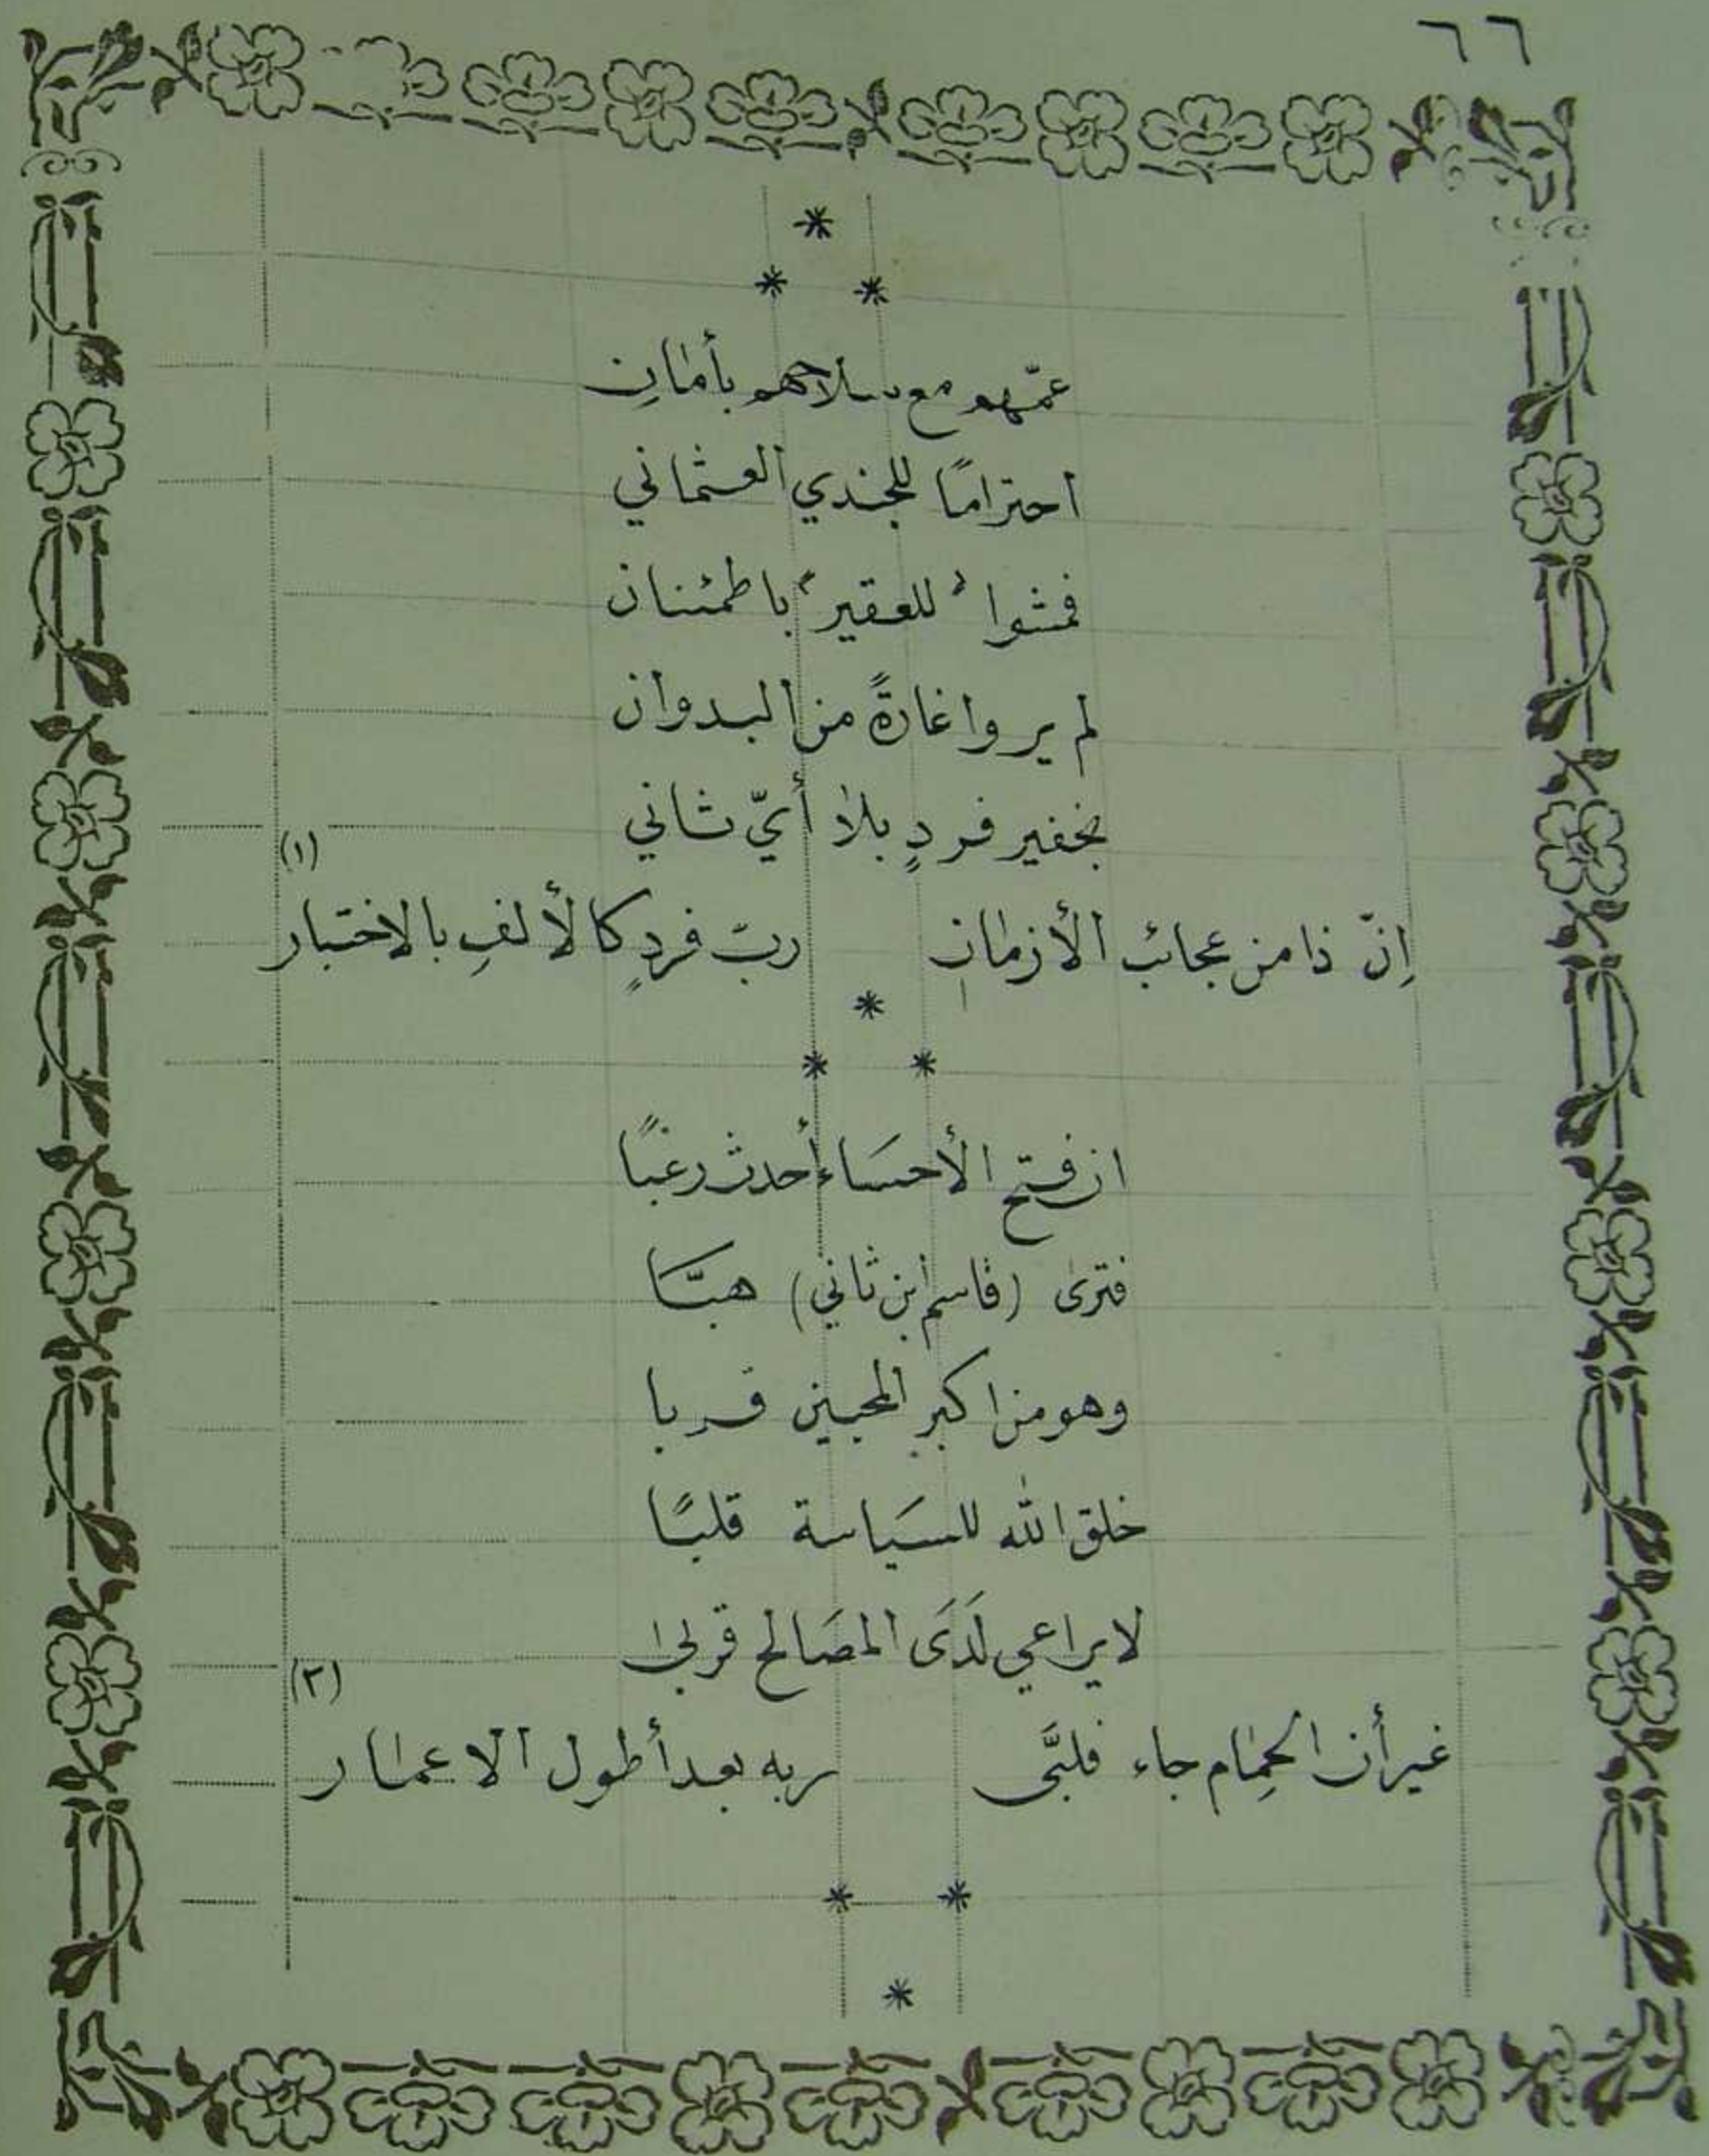 ٦٦
*
* *
عمّهم مع سلاحهم بأمانِ
احترامًا للجندي العثماني
فمشوا "للعقير" باطمئنان
لم يروا غارةً من البدوان
بخفير فردٍ بلا أيّ ثاني
إنّ ذا من عجائب الأزمانِ ربّ فردٍ كالألفِ بالاختبار (١)
*
* *
ان فتح الأحساء أحدث رعبًا
فترى (قاسم ابن ثاني) هبَّا
وهو من اكبر المحبين قربا
خلق الله للسياسة قلبًا
لا يراعي لَدَى المصَالح قربى
غير أن الحِمام جاء فلبَّى ربه بعد أطول الاعمار (٢)
* *
*